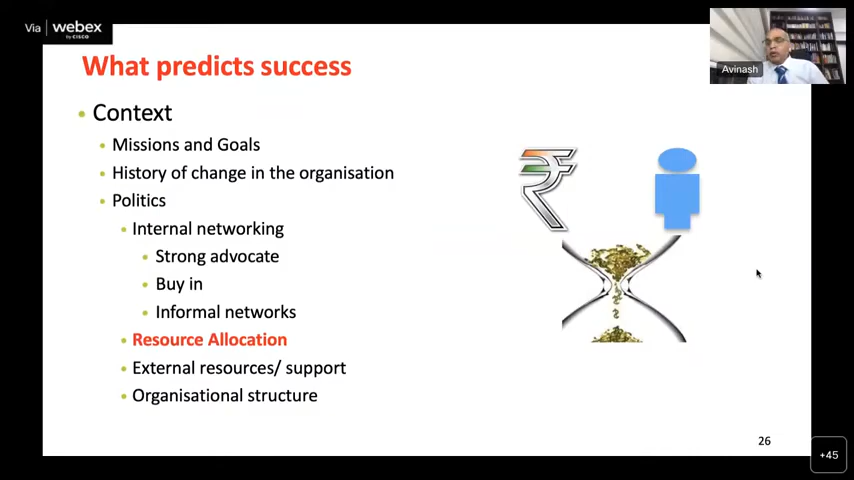 Via webex
by CISCO
What predicts success
Avinash
• Context
• Missions and Goals
• History of change in the organisation
• Politics
• Internal networking
• Strong advocate
• Buy in
• Informal networks
• Resource Allocation
• External resources/ support
• Organisational structure
₹
26
+45